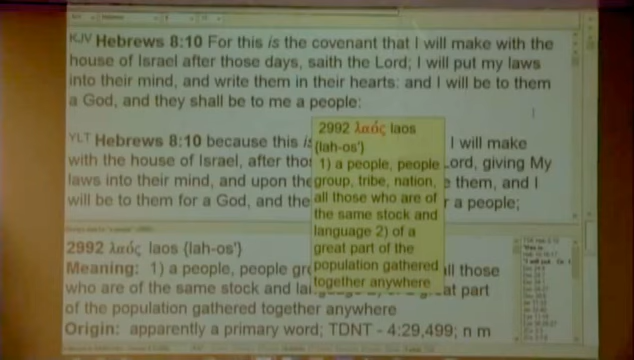 KJV Hebrews 8:10 For this is the covenant that I will make with the
house of Israel after those days, saith the Lord; I will put my laws
into their mind, and write them in their hearts: and I will be to them
a God, and they shall be to me a people:
YLT Hebrews 8:10 because this is I will make
with the house of Israel, after Lord, giving My
laws into their mind, and upon them, and I
will be to them for a God, and a people;
2992 λαός laos
{lah-os'}
1) a people, people
group, tribe, nation,
all those who are of
the same stock and
language 2) of a
great part of the
population gathered
together anywhere
2992 λαός laos {lah-os'}
Meaning: 1) a people, people all those
who are of the same stock and great part
of the population gathered together anywhere
Origin: apparently a primary word; TDNT - 4:29,499; n m